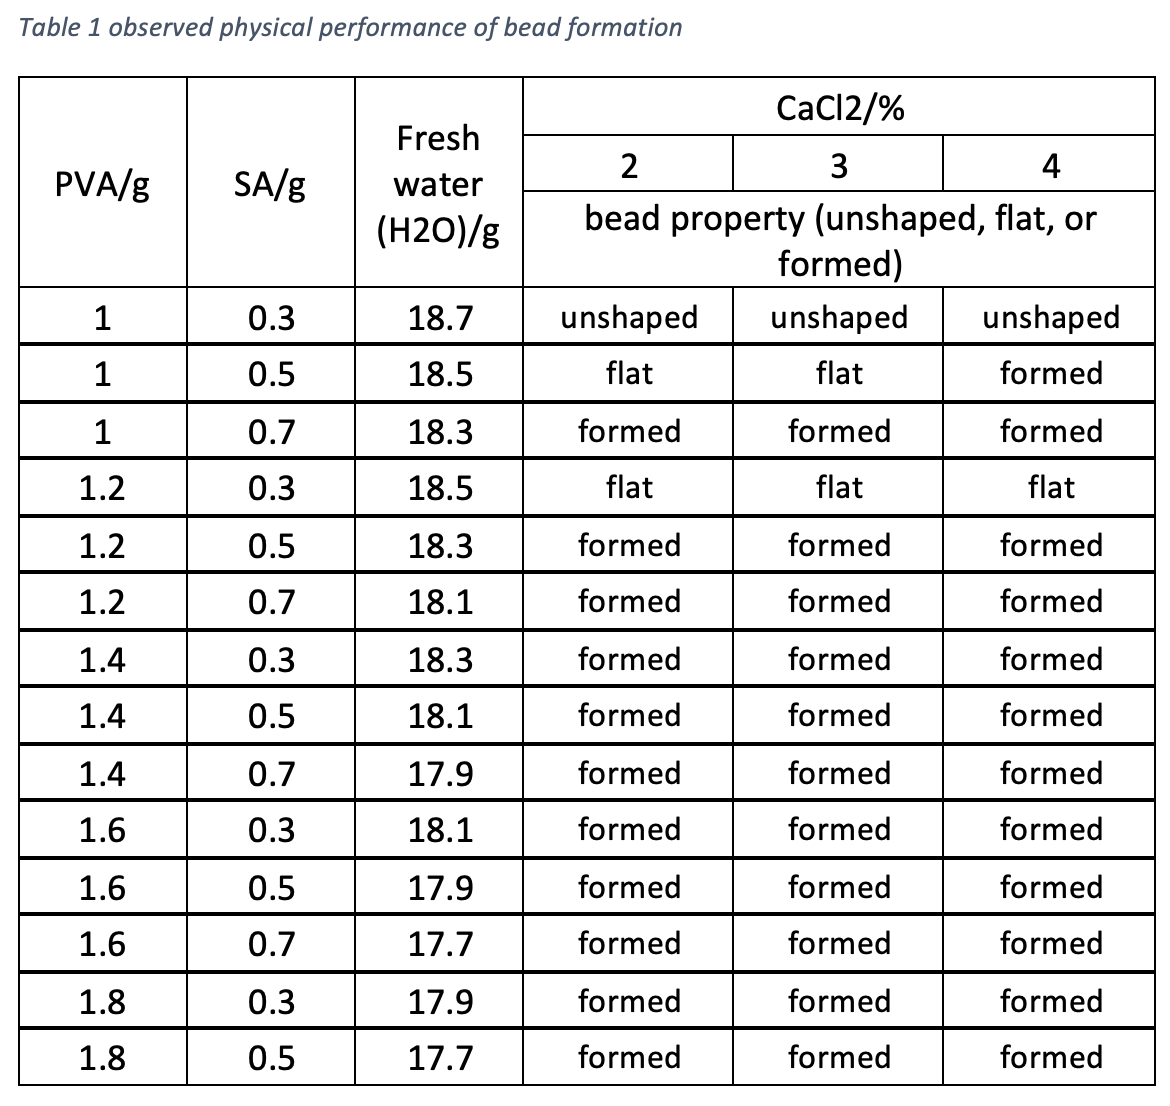 Table 1 observed physical performance of bead formation
PVA/g SA/g Fresh water (H2O)/g CaCl2/%
2 3 4
bead property (unshaped, flat, or
formed)
1 0.3 18.7 unshaped unshaped unshaped
1 0.5 18.5 flat flat formed
1 0.7 18.3 formed formed formed
1.2 0.3 18.5 flat flat flat
1.2 0.5 18.3 formed formed formed
1.2 0.7 18.1 formed formed formed
1.4 0.3 18.3 formed formed formed
1.4 0.5 18.1 formed formed formed
1.4 0.7 17.9 formed formed formed
1.6 0.3 18.1 formed formed formed
1.6 0.5 17.9 formed formed formed
1.6 0.7 17.7 formed formed formed
1.8 0.3 17.9 formed formed formed
1.8 0.5 17.7 formed formed formed